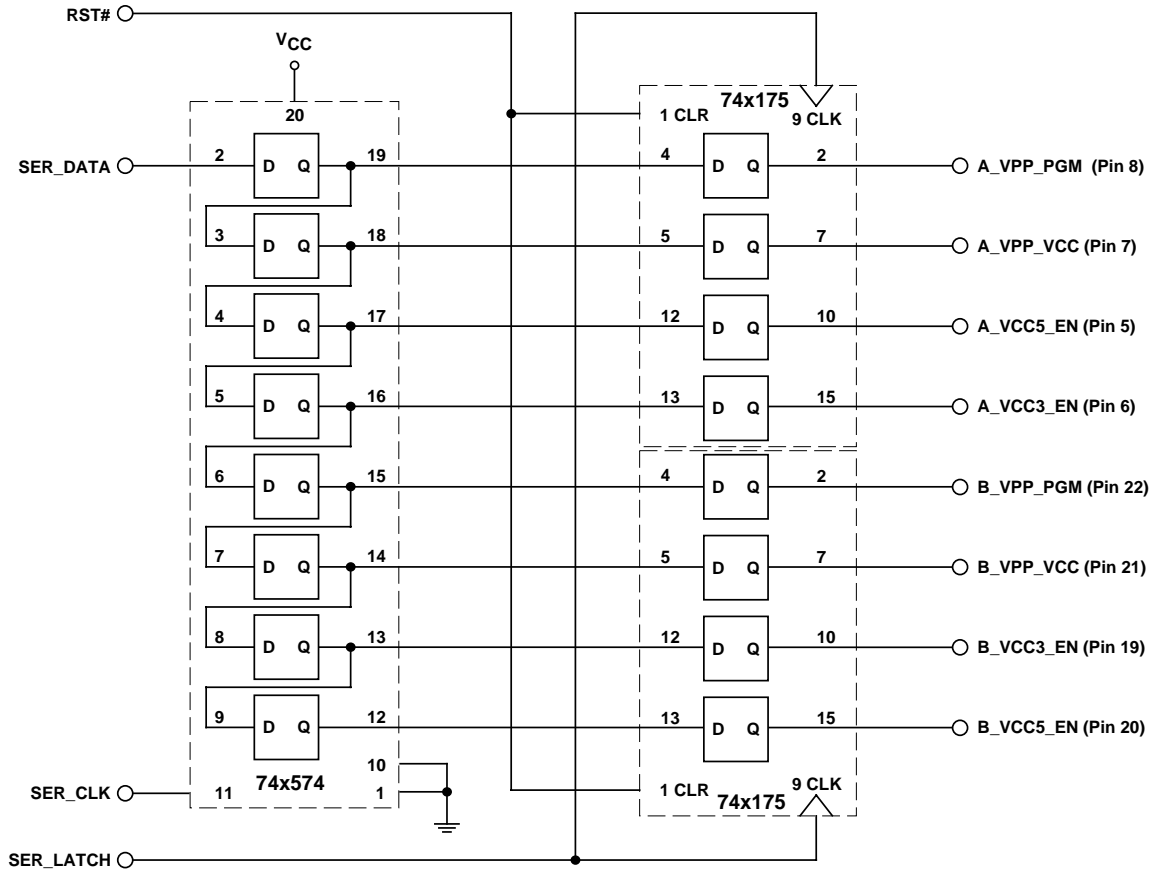 RST#
VCC
20
74x175
1 CLR
9 CLK
SER_DATA
2
D Q
19
4
D Q
2
A_VPP_PGM (Pin 8)
3
D Q
18
5
D Q
7
A_VPP_VCC (Pin 7)
4
D Q
17
12
D Q
10
A_VCC5_EN (Pin 5)
5
D Q
16
13
D Q
15
A_VCC3_EN (Pin 6)
6
D Q
15
4
D Q
2
B_VPP_PGM (Pin 22)
7
D Q
14
5
D Q
7
B_VPP_VCC (Pin 21)
8
D Q
13
12
D Q
10
B_VCC3_EN (Pin 19)
9
D Q
12
13
D Q
15
B_VCC5_EN (Pin 20)
74x574
10
1
SER_CLK
11
1 CLR
74x175
9 CLK
SER_LATCH